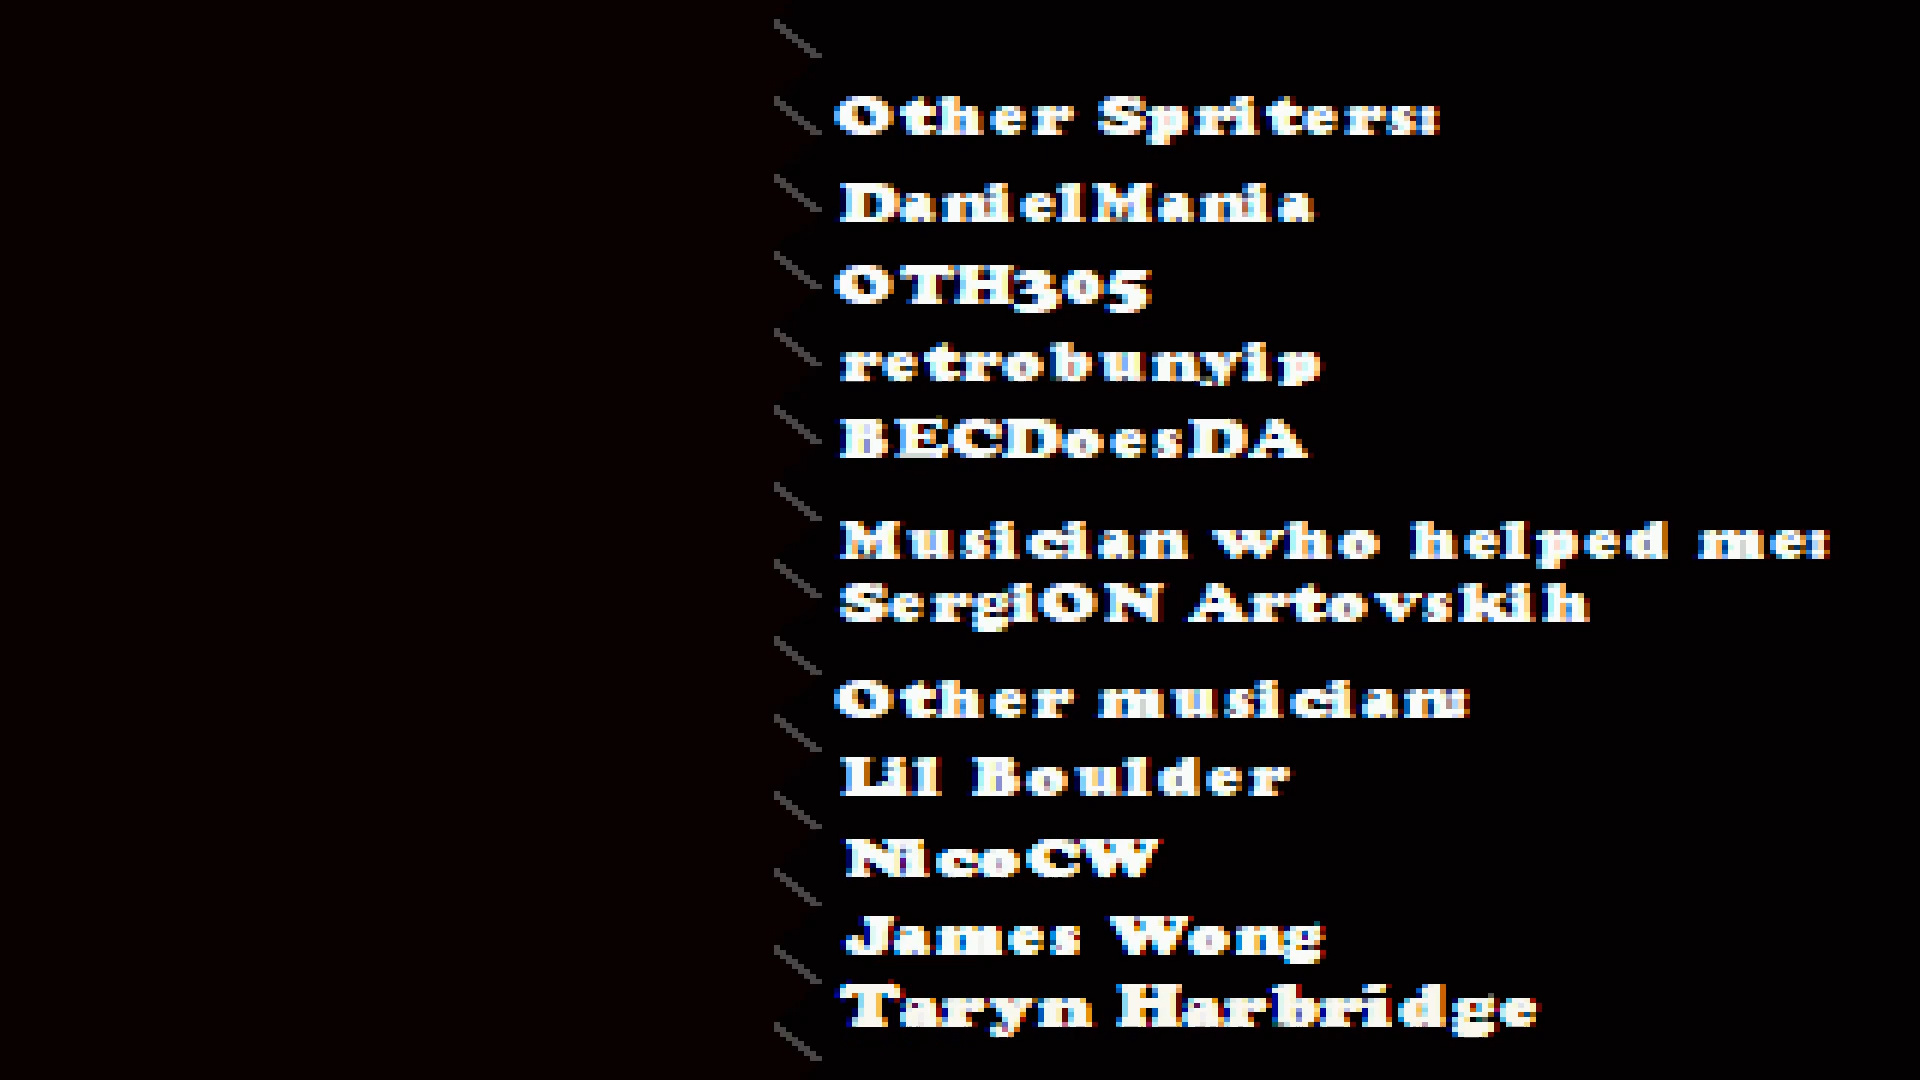 Other Spriters:
DanielMania
OTH305
retrobunyip
BECDoesDA
Musician who helped me:
SergiON Artovskih
Other musician:
Lil Boulder
NicoCW
James Wong
Taryn Harbridge